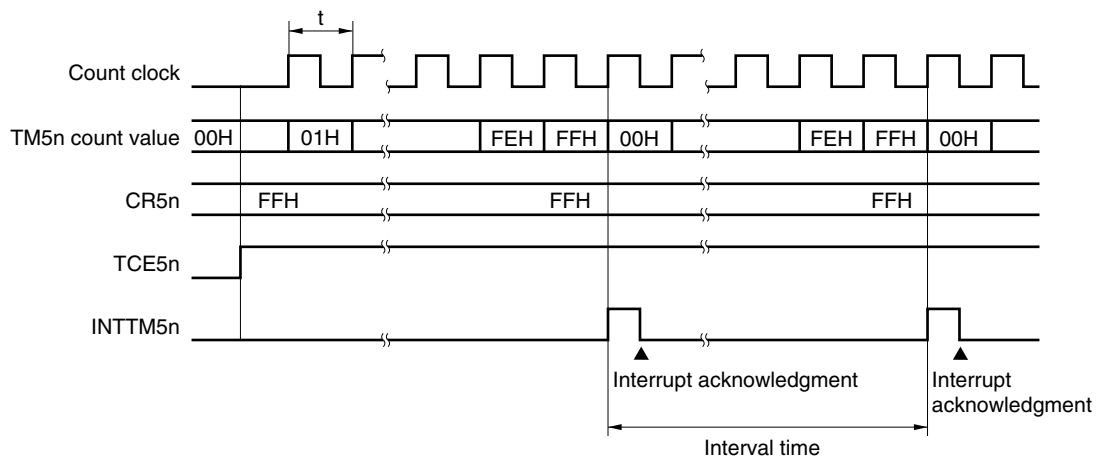 t
Count clock
TM5n count value 00H 01H FEH FFH 00H FEH FFH 00H
CR5n FFH FFH FFH
TCE5n
INTTM5n
Interrupt acknowledgment Interrupt
acknowledgment
Interval time